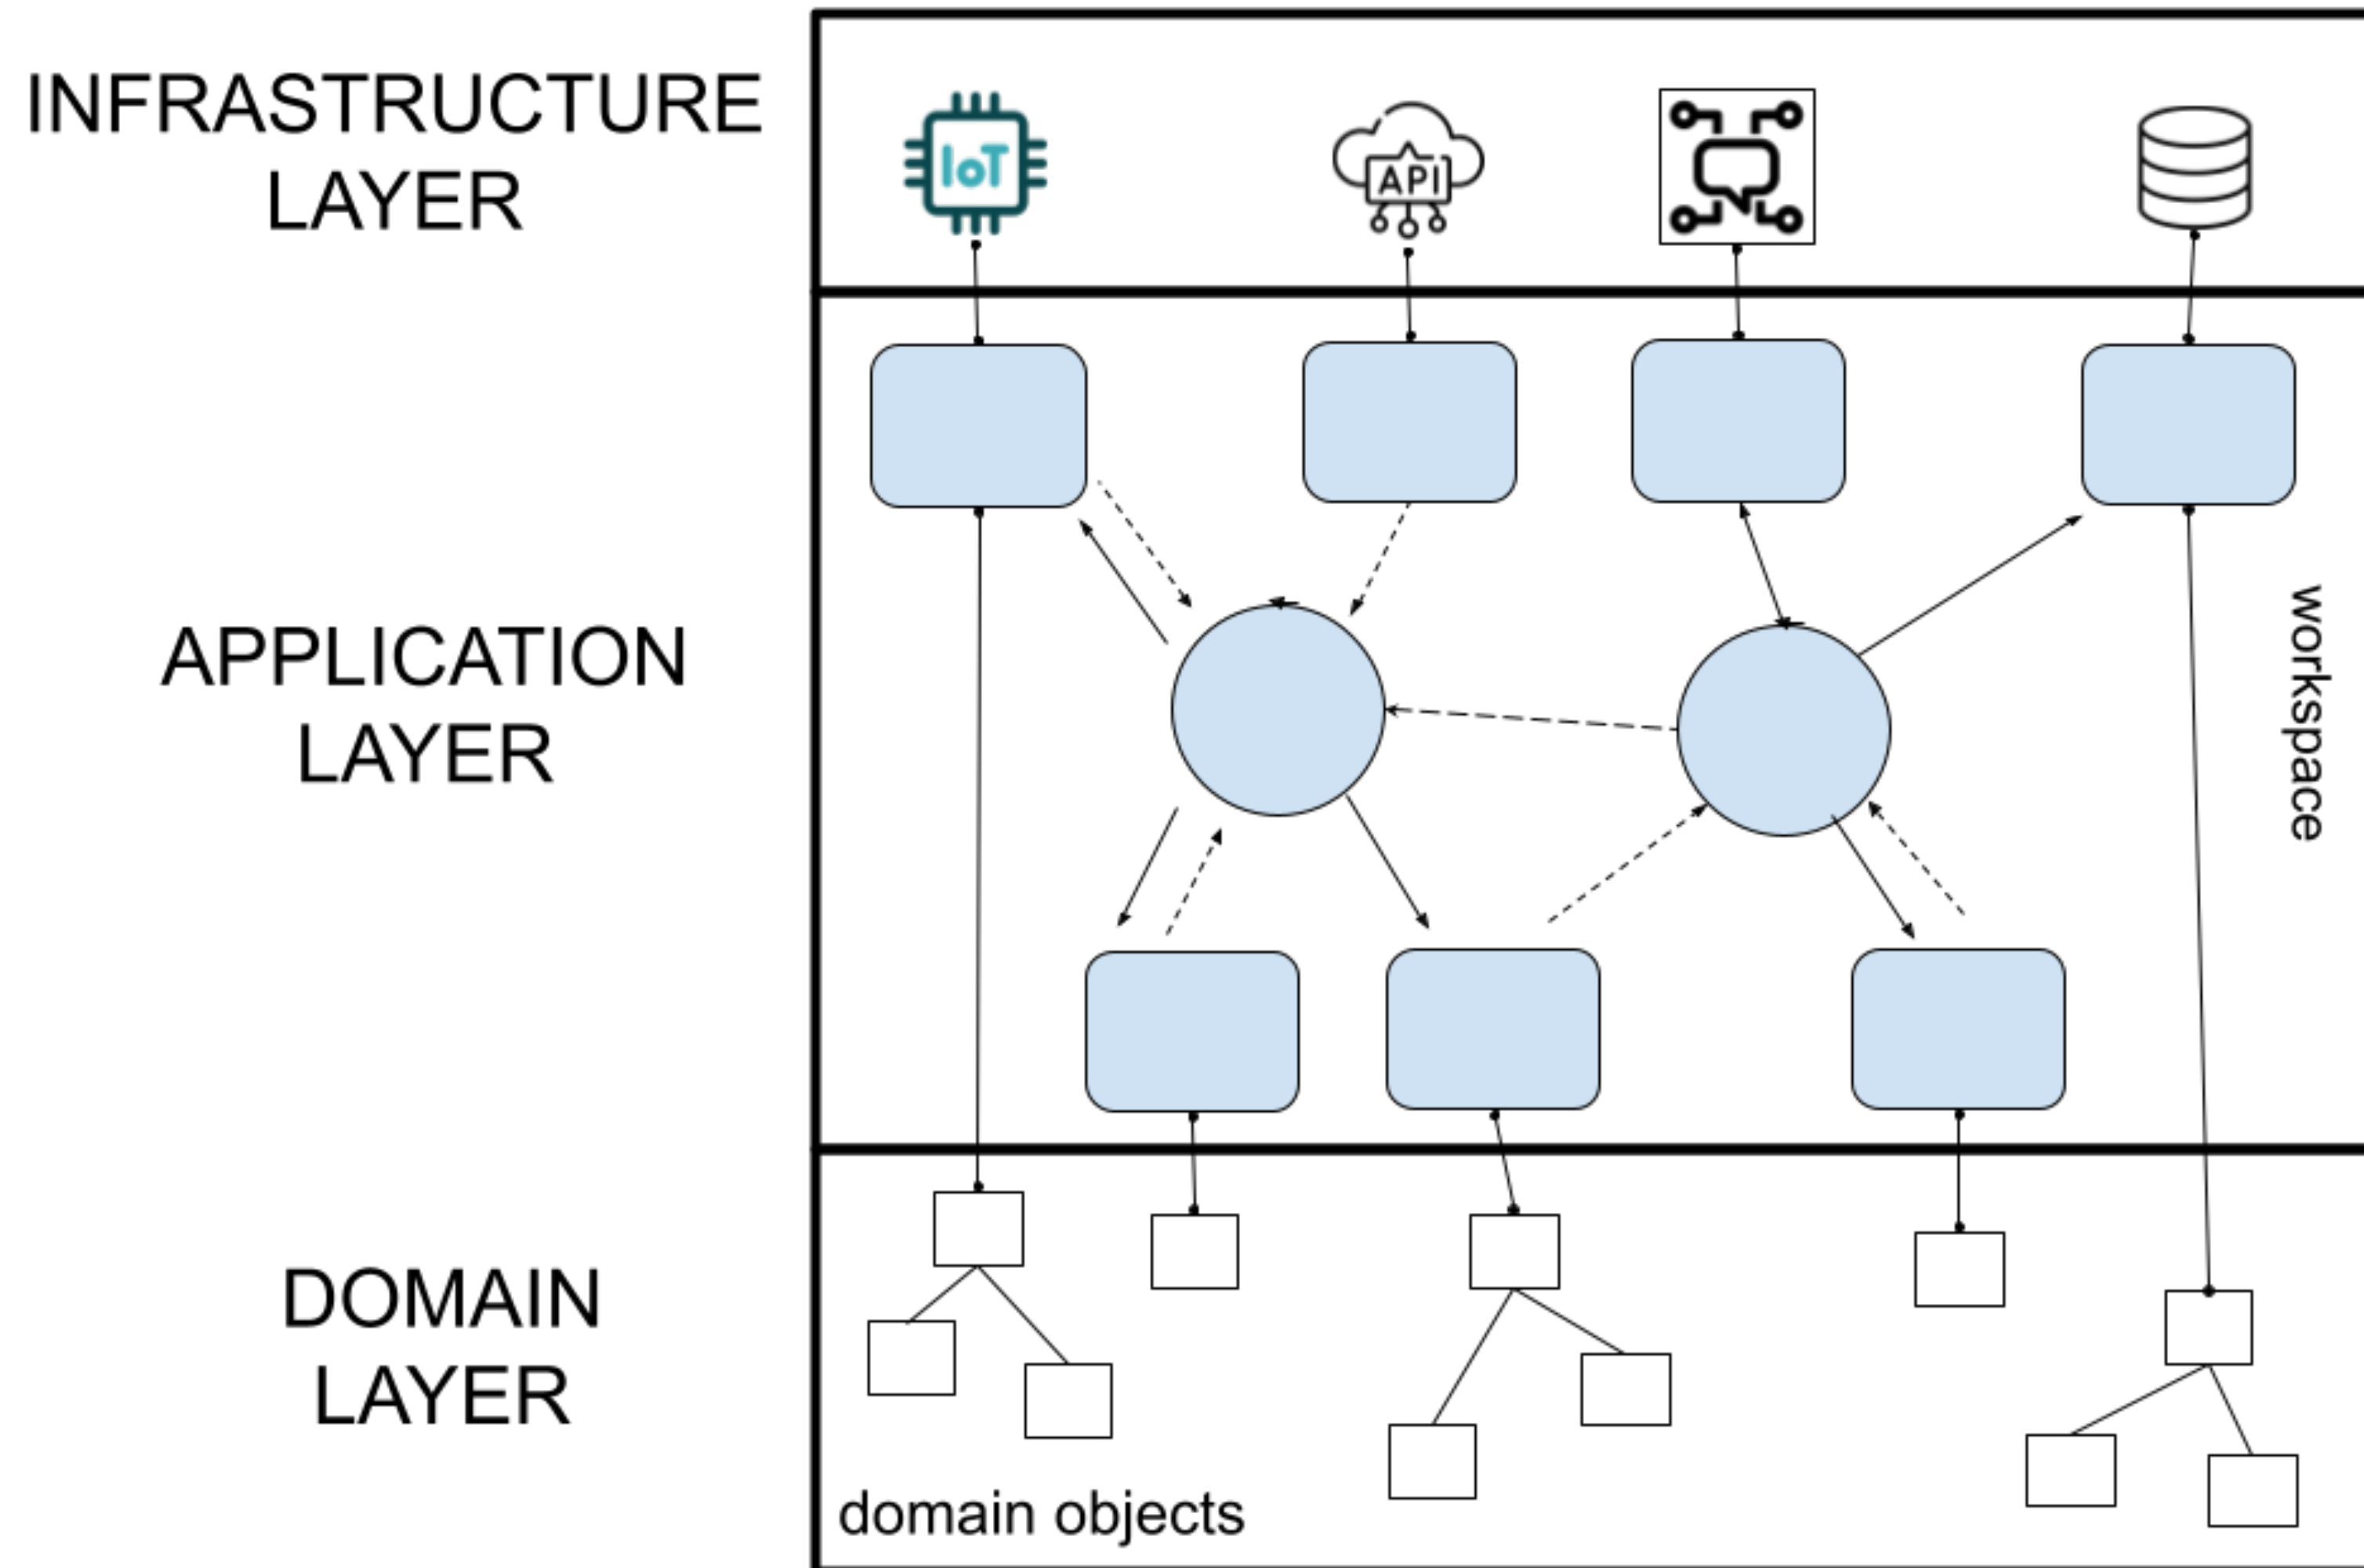 INFRASTRUCTURE
LAYER
IoT
API
APPLICATION
LAYER
workspace
DOMAIN
LAYER
domain objects